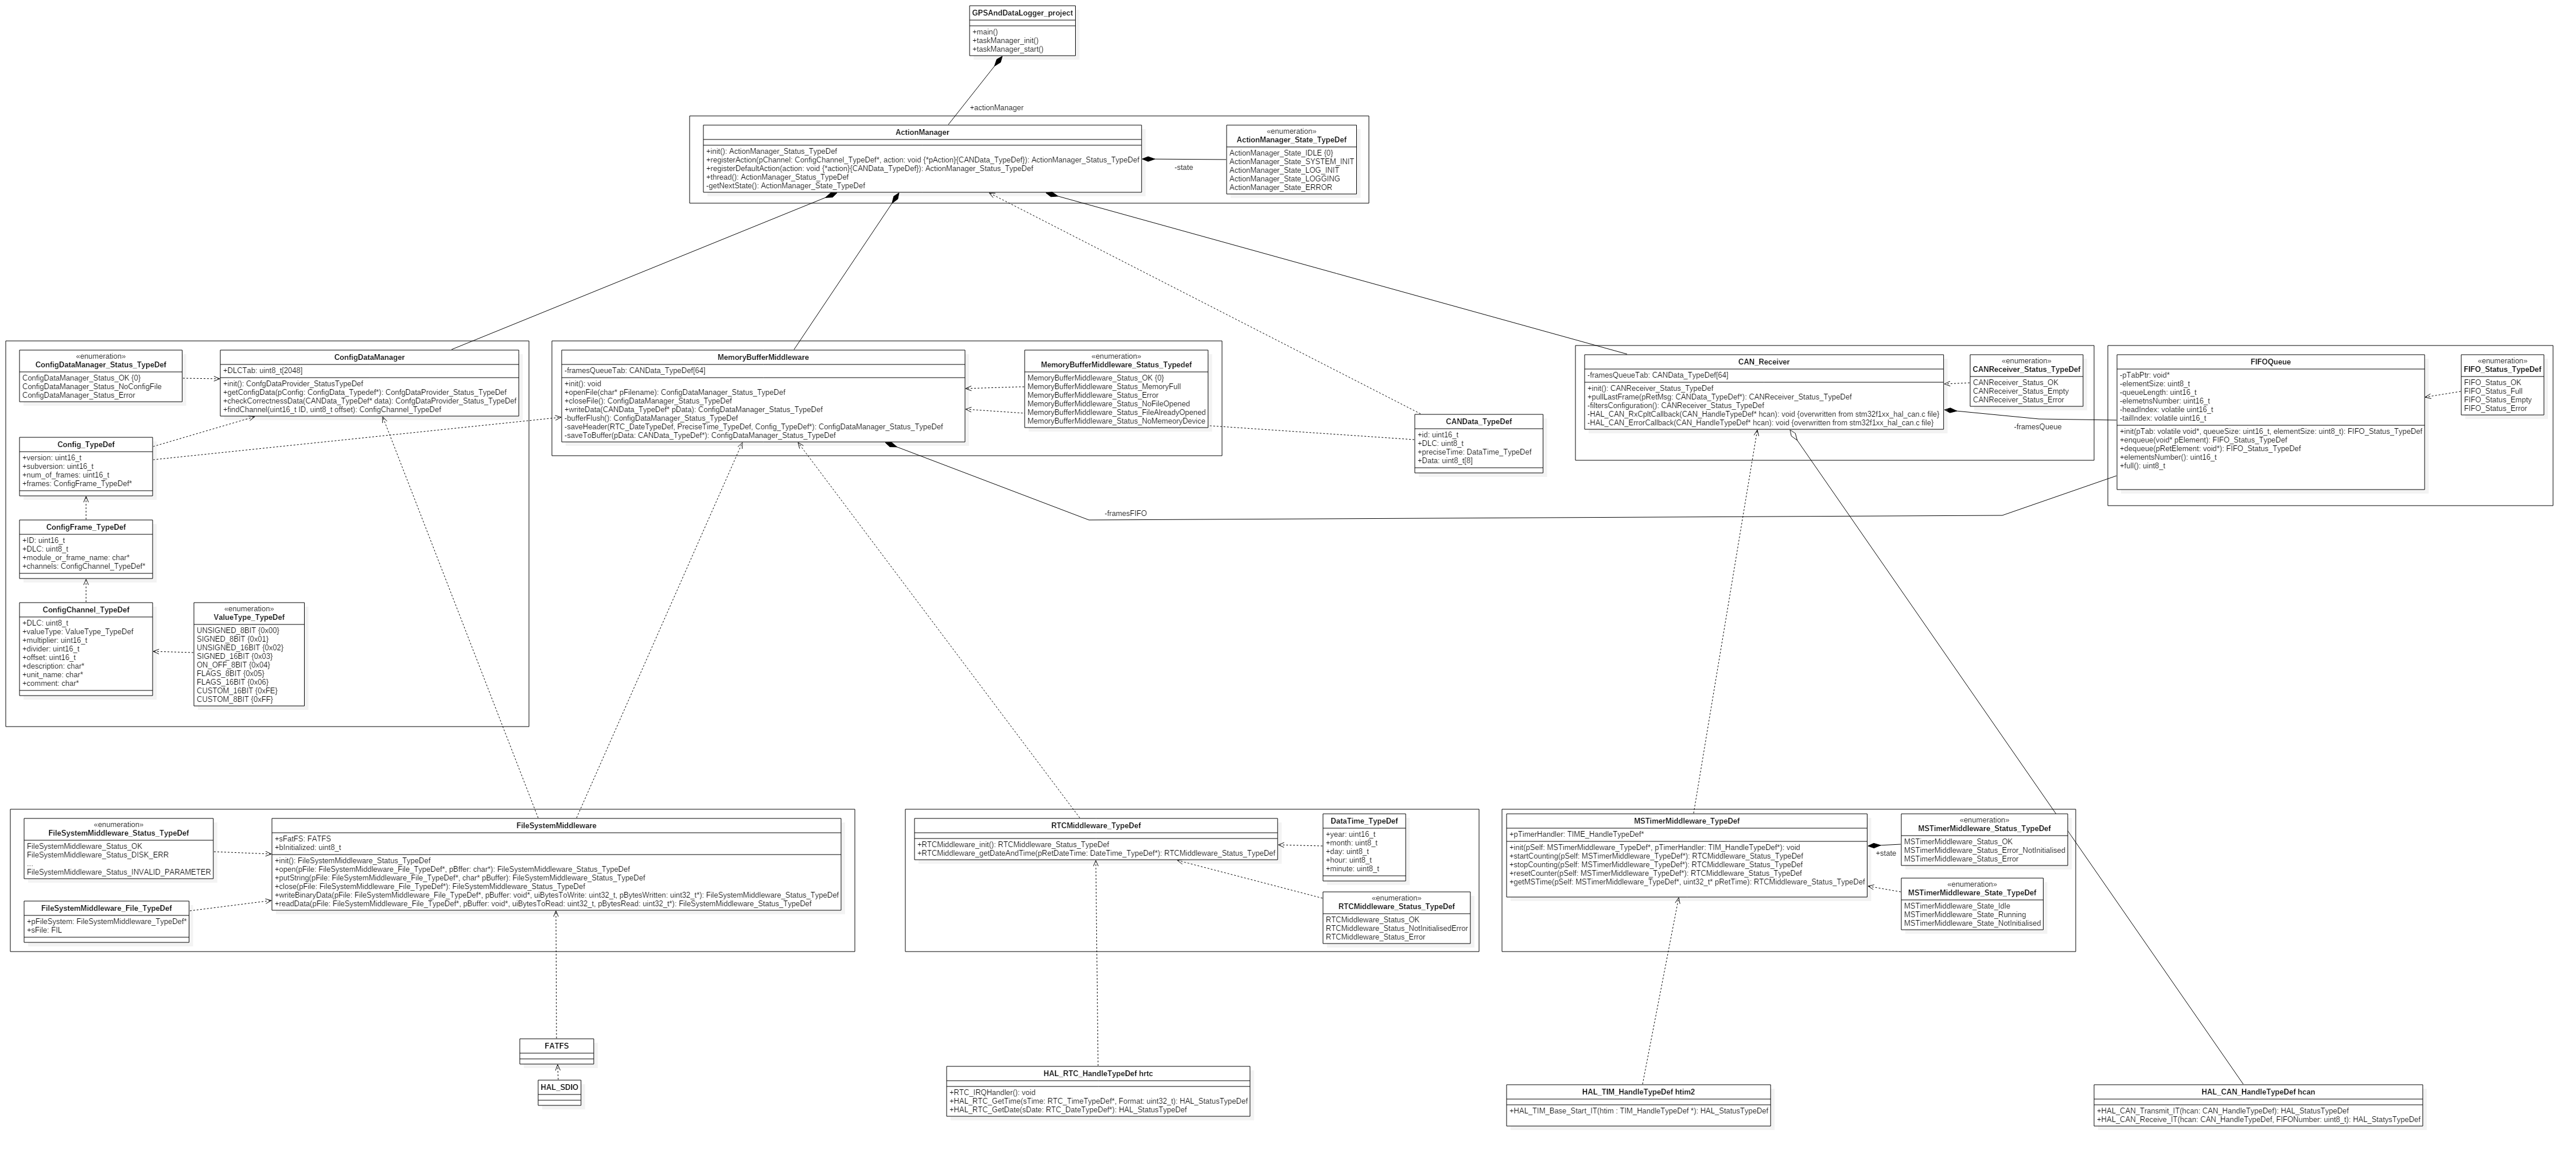 GPSAndDataLogger_project
+main()
+taskManager_init()
+taskManager_start()
+actionManager
ActionManager
+init(): ActionManager_Status_TypeDef
+registerAction(pChannel: ConfigChannel_TypeDef*, action: void {*pAction}{CANData_TypeDef}): ActionManager_Status_TypeDef
+registerDefaultAction(action: void {*action}{CANData_TypeDef}): ActionManager_Status_TypeDef
+thread(): ActionManager_Status_TypeDef
-getNextState(): ActionManager_State_TypeDef
-state
«enumeration»
ActionManager_State_TypeDef
ActionManager_State_IDLE {0}
ActionManager_State_SYSTEM_INIT
ActionManager_State_LOG_INIT
ActionManager_State_LOGGING
ActionManager_State_ERROR
«enumeration»
ConfigDataManager_Status_TypeDef
ConfigDataManager_Status_OK {0}
ConfigDataManager_Status_NoConfigFile
ConfigDataManager_Status_Error
ConfigDataManager
+DLCTab: uint8_t[2048]
+init(): ConfgDataProvider_StatusTypeDef
+getConfigData(pConfig: ConfigData_Typedef*): ConfgDataProvider_Status_TypeDef
+checkCorrectnessData(CANData_TypeDef* data): ConfgDataProvider_Status_TypeDef
+findChannel(uint16_t ID, uint8_t offset): ConfigChannel_TypeDef
Config_TypeDef
+version: uint16_t
+subversion: uint16_t
+num_of_frames: uint16_t
+frames: ConfigFrame_TypeDef*
ConfigFrame_TypeDef
+ID: uint16_t
+DLC: uint8_t
+module_or_frame_name: char*
+channels: ConfigChannel_TypeDef*
ConfigChannel_TypeDef
+DLC: uint8_t
+valueType: ValueType_TypeDef
+multiplier: uint16_t
+divider: uint16_t
+offset: uint16_t
+description: char*
+unit_name: char*
+comment: char*
«enumeration»
ValueType_TypeDef
UNSIGNED_8BIT {0x00}
SIGNED_8BIT {0x01}
UNSIGNED_16BIT {0x02}
SIGNED_16BIT {0x03}
ON_OFF_8BIT {0x04}
FLAGS_8BIT {0x05}
FLAGS_16BIT {0x06}
CUSTOM_16BIT {0xFE}
CUSTOM_8BIT {0xFF}
MemoryBufferMiddleware
-framesQueueTab: CANData_TypeDef[64]
+init(): void
+openFile(char* pFilename): ConfigDataManager_Status_TypeDef
+closeFile(): ConfigDataManager_Status_TypeDef
+writeData(CANData_TypeDef* pData): ConfigDataManager_Status_TypeDef
-bufferFlush(): ConfigDataManager_Status_TypeDef
-saveHeader(RTC_DateTypeDef, PreciseTime_TypeDef, Config_TypeDef*): ConfigDataManager_Status_TypeDef
-saveToBuffer(pData: CANData_TypeDef*): ConfigDataManager_Status_TypeDef
«enumeration»
MemoryBufferMiddleware_Status_Typedef
MemoryBufferMiddleware_Status_OK {0}
MemoryBufferMiddleware_Status_MemoryFull
MemoryBufferMiddleware_Status_Error
MemoryBufferMiddleware_Status_NoFileOpened
MemoryBufferMiddleware_Status_FileAlreadyOpened
MemoryBufferMiddleware_Status_NoMemeoryDevice
-framesFIFO
CANData_TypeDef
+id: uint16_t
+DLC: uint8_t
+preciseTime: DataTime_TypeDef
+Data: uint8_t[8]
CAN_Receiver
-framesQueueTab: CANData_TypeDef[64]
+init(): CANReceiver_Status_TypeDef
+pullLastFrame(pRetMsg: CANData_TypeDef*): CANReceiver_Status_TypeDef
-filtersConfiguration(): CANReceiver_Status_TypeDef
-HAL_CAN_RxCpltCallback(CAN_HandleTypeDef* hcan): void {overwritten from stm32f1xx_hal_can.c file}
-HAL_CAN_ErrorCallback(CAN_HandleTypeDef* hcan): void {overwritten from stm32f1xx_hal_can.c file}
«enumeration»
CANReceiver_Status_TypeDef
CANReceiver_Status_OK
CANReceiver_Status_Empty
CANReceiver_Status_Error
-framesQueue
FIFOQueue
-pTabPtr: void*
-elementSize: uint8_t
-queueLength: uint16_t
-elemetnsNumber: uint16_t
-headIndex: volatile uint16_t
-tailIndex: volatile uint16_t
+init(pTab: volatile void*, queueSize: uint16_t, elementSize: uint8_t): FIFO_Status_TypeDef
+enqueue(void* pElement): FIFO_Status_TypeDef
+dequeue(pRetElement: void*): FIFO_Status_TypeDef
+elementsNumber(): uint16_t
+full(): uint8_t
«enumeration»
FIFO_Status_TypeDef
FIFO_Status_OK
FIFO_Status_Full
FIFO_Status_Empty
FIFO_Status_Error
«enumeration»
FileSystemMiddleware_Status_TypeDef
FileSystemMiddleware_Status_OK
FileSystemMiddleware_Status_DISK_ERR
...
FileSystemMiddleware_Status_INVALID_PARAMETER
FileSystemMiddleware_File_TypeDef
+pFileSystem: FileSystemMiddleware_TypeDef*
+sFile: FIL
FileSystemMiddleware
+sFatFS: FATFS
+bInitialized: uint8_t
+init(): FileSystemMiddleware_Status_TypeDef
+open(pFile: FileSystemMiddleware_File_TypeDef*, pBuffer: char*): FileSystemMiddleware_Status_TypeDef
+putString(pFile: FileSystemMiddleware_File_TypeDef*, char* pBuffer): FileSystemMiddleware_Status_TypeDef
+close(pFile: FileSystemMiddleware_File_TypeDef*): FileSystemMiddleware_Status_TypeDef
+writeBinaryData(pFile: FileSystemMiddleware_File_TypeDef*, pBuffer: void*, uiBytesToWrite: uint32_t, pBytesWritten: uint32_t*): FileSystemMiddleware_Status_TypeDef
+readData(pFile: FileSystemMiddleware_File_TypeDef*, pBuffer: void*, uiBytesToRead: uint32_t, pBytesRead: uint32_t*): FileSystemMiddleware_Status_TypeDef
RTCMiddleware_TypeDef
+RTCMiddleware_init(): RTCMiddleware_Status_TypeDef
+RTCMiddleware_getDateAndTime(pRetDateTime: DateTime_TypeDef*): RTCMiddleware_Status_TypeDef
DataTime_TypeDef
+year: uint16_t
+month: uint8_t
+day: uint8_t
+hour: uint8_t
+minute: uint8_t
«enumeration»
RTCMiddleware_Status_TypeDef
RTCMiddleware_Status_OK
RTCMiddleware_Status_NotInitialisedError
RTCMiddleware_Status_Error
MSTimerMiddleware_TypeDef
+pTimerHandler: TIME_HandleTypeDef*
+init(pSelf: MSTimerMiddleware_TypeDef*, pTimerHandler: TIM_HandleTypeDef*): void
+startCounting(pSelf: MSTimerMiddleware_TypeDef*): RTCMiddleware_Status_TypeDef
+stopCounting(pSelf: MSTimerMiddleware_TypeDef*): RTCMiddleware_Status_TypeDef
+resetCounter(pSelf: MSTimerMiddleware_TypeDef*): RTCMiddleware_Status_TypeDef
+getMSTime(pSelf: MSTimerMiddleware_TypeDef*, uint32_t* pRetTime): RTCMiddleware_Status_TypeDef
+state
«enumeration»
MSTimerMiddleware_Status_TypeDef
MSTimerMiddleware_Status_OK
MSTimerMiddleware_Status_Error_NotInitialised
MSTimerMiddleware_Status_Error
«enumeration»
MSTimerMiddleware_State_TypeDef
MSTimerMiddleware_State_Idle
MSTimerMiddleware_State_Running
MSTimerMiddleware_State_NotInitialised
FATFS
HAL_SDIO
HAL_RTC_HandleTypeDef hrtc
+RTC_IRQHandler(): void
+HAL_RTC_GetTime(sTime: RTC_TimeTypeDef*, Format: uint32_t): HAL_StatusTypeDef
+HAL_RTC_GetDate(sDate: RTC_DateTypeDef*): HAL_StatusTypeDef
HAL_TIM_HandleTypeDef htim2
+HAL_TIM_Base_Start_IT(htim : TIM_HandleTypeDef *): HAL_StatusTypeDef
HAL_CAN_HandleTypeDef hcan
+HAL_CAN_Transmit_IT(hcan: CAN_HandleTypeDef): HAL_StatusTypeDef
+HAL_CAN_Receive_IT(hcan: CAN_HandleTypeDef, FIFONumber: uint8_t): HAL_StatysTypeDef